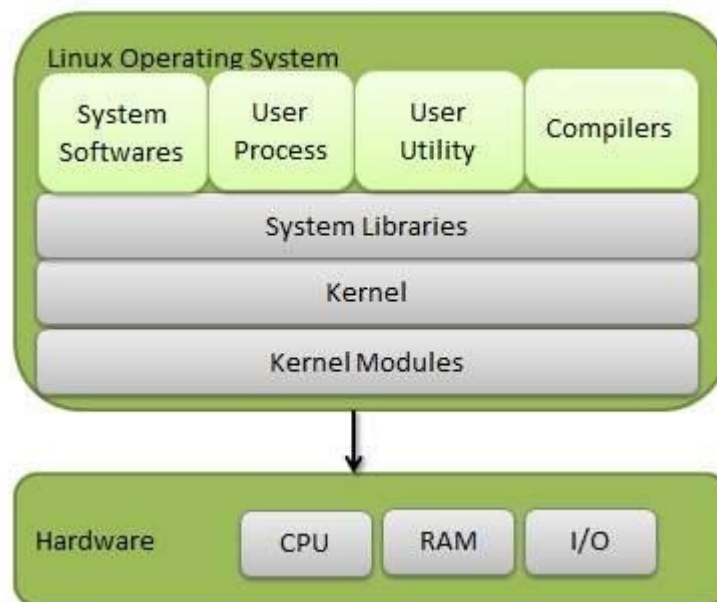 Linux Operating System
System
Softwares
User
Process
User
Utility
Compilers
System Libraries
Kernel
Kernel Modules
Hardware
CPU
RAM
I/O